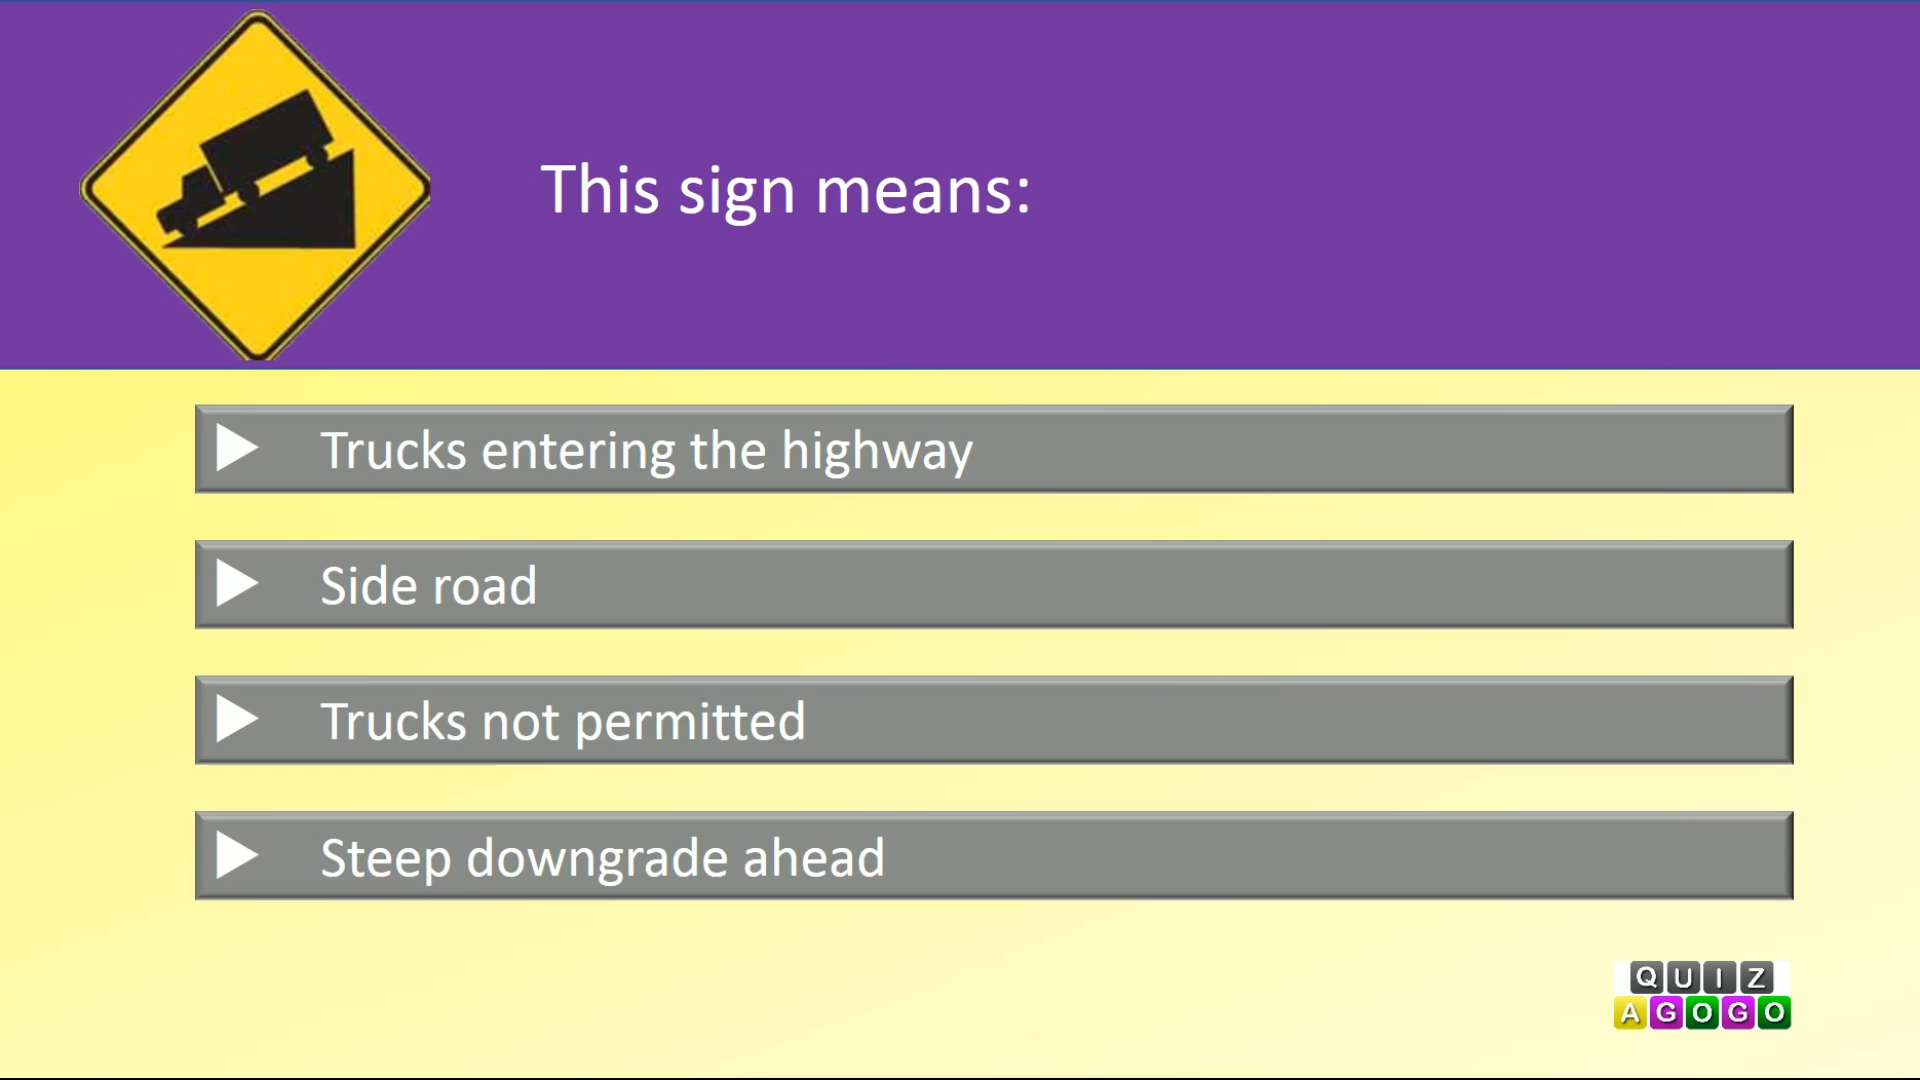 This sign means:
Trucks entering the highway
Side road
Trucks not permitted
Steep downgrade ahead
QUIZ
AGOGO